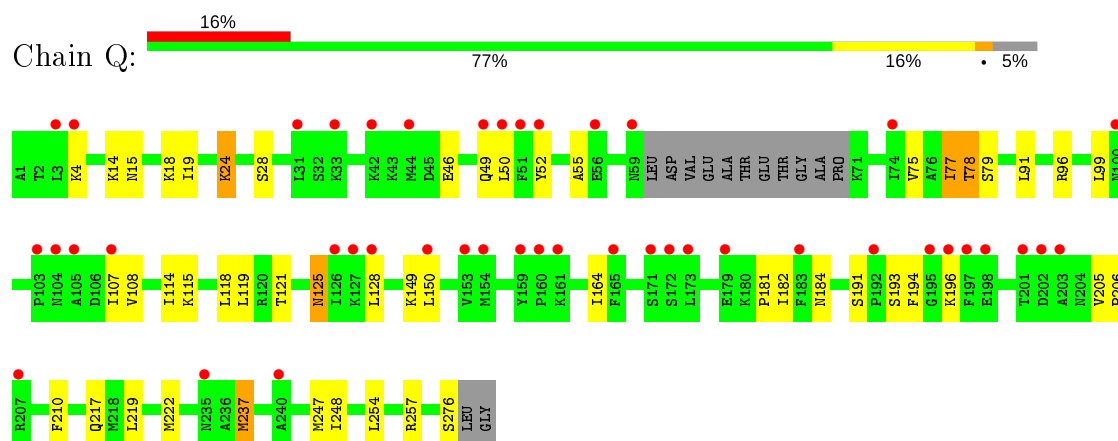 16%
Chain Q:
77% 16% • 5%
A1 T2 L3 K4 K14 N15 K18 I19 K24 S28 L31 S32 K33 K42 K43 M44 D45 E46 Q49 L50 F51 Y52 A55 E56 N59 LEU ASP VAL GLU ALA THR GLU THR GLY ALA PRO K71 I74 V75 A76 I77 T78 S79 L91 R96 L99 N100
P103 N104 A105 D106 I107 V108 I114 K115 L118 L119 R120 T121 N125 I126 K127 L128 K149 L150 V153 M154 Y159 P160 K161 I164 F165 S171 S172 L173 E179 K180 P181 I182 F183 N184 S191 P192 S193 F194 G195 K196 F197 E198 T201 D202 A203 N204 V205 P206
R207 F210 Q217 M218 L219 M222 N235 A236 M237 A240 M247 I248 L254 R257 S276 LEU GLY